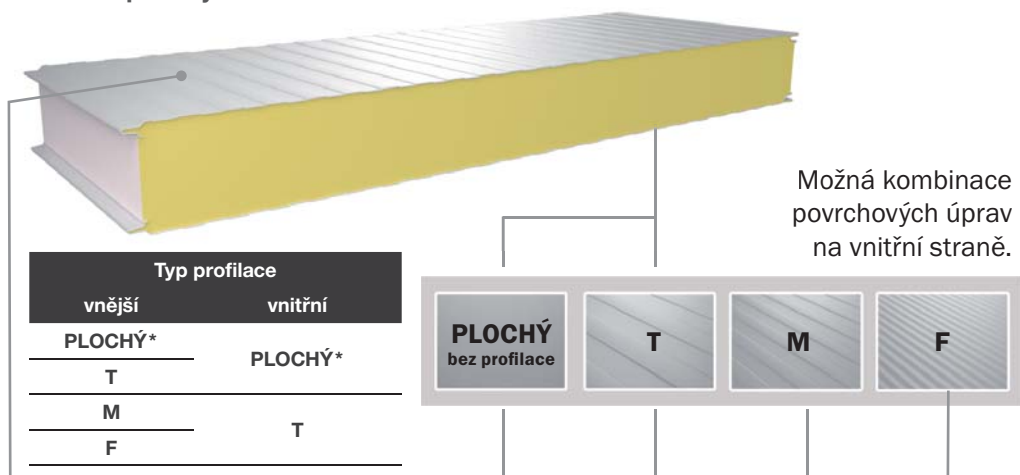 Možná kombinace
povrchových úprav
na vnitřní straně.
Typ profilace
vnější vnitřní
PLOCHÝ*
T
M
F
PLOCHÝ*
T
PLOCHÝ
bez profilace
T
M
F